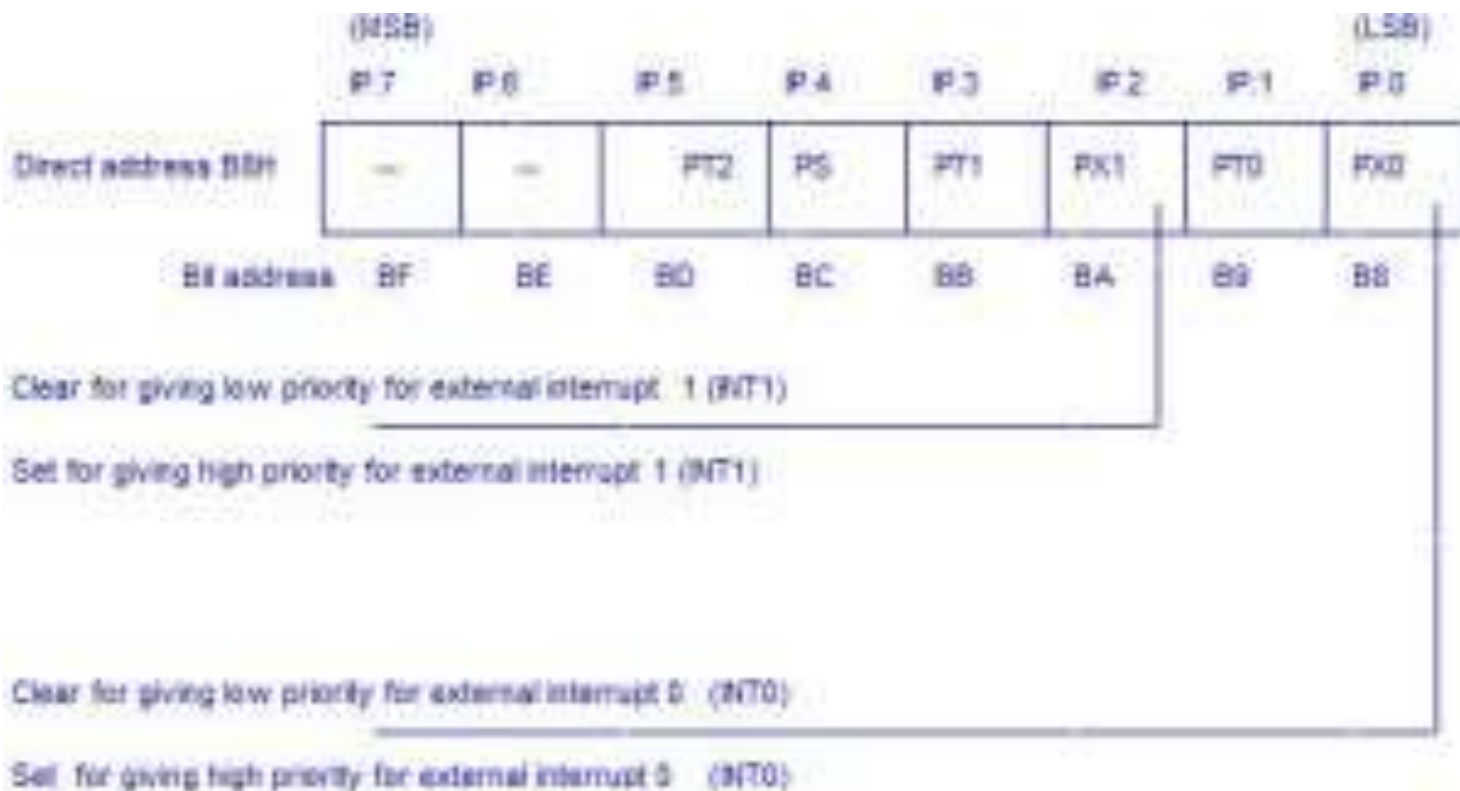 (MSB) (LSB)
IP.7 IP.6 IP.5 IP.4 IP.3 IP.2 IP.1 IP.0
Direct address B8H -- -- PT2 PS PT1 PX1 PT0 PX0
Bit address BF BE BD BC BB BA B9 B8
Clear for giving low priority for external interrupt 1 (INT1)
Set for giving high priority for external interrupt 1 (INT1)
Clear for giving low priority for external interrupt 0 (INT0)
Set for giving high priority for external interrupt 0 (INT0)